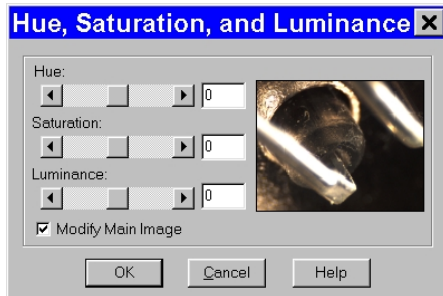 Hue, Saturation, and Luminance
Hue:
0
Saturation:
0
Luminance:
0
Modify Main Image
OK Cancel Help